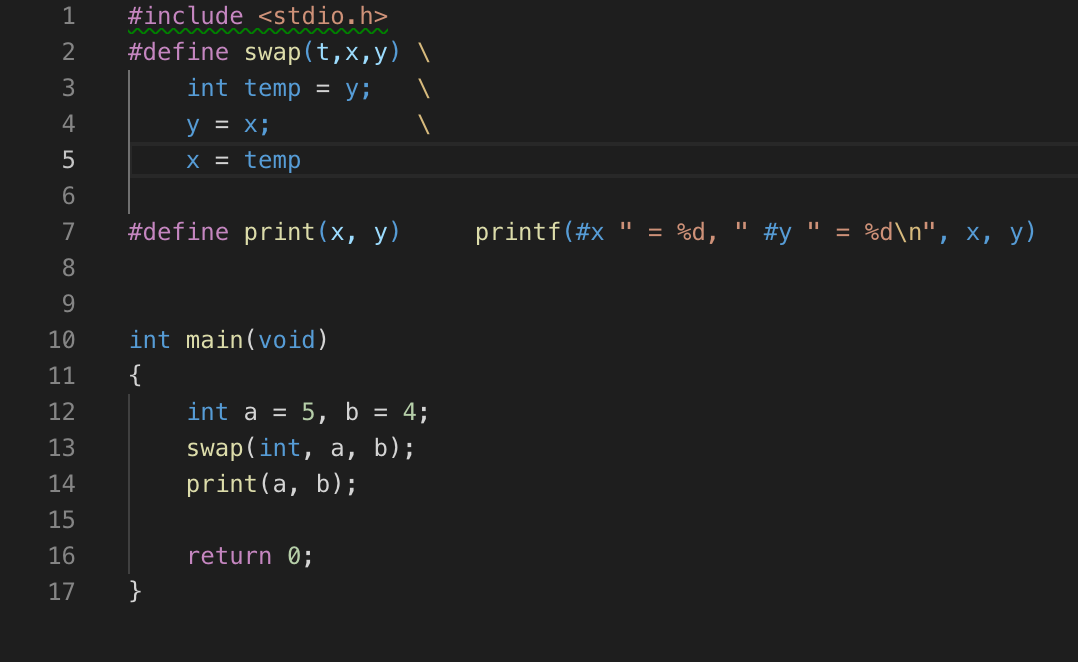 1 #include <stdio.h>
2 #define swap(t,x,y) \
3     int temp = y;   \
4     y = x;          \
5     x = temp
6
7 #define print(x, y)     printf(#x " = %d, " #y " = %d\n", x, y)
8
9
10 int main(void)
11 {
12     int a = 5, b = 4;
13     swap(int, a, b);
14     print(a, b);
15
16     return 0;
17 }